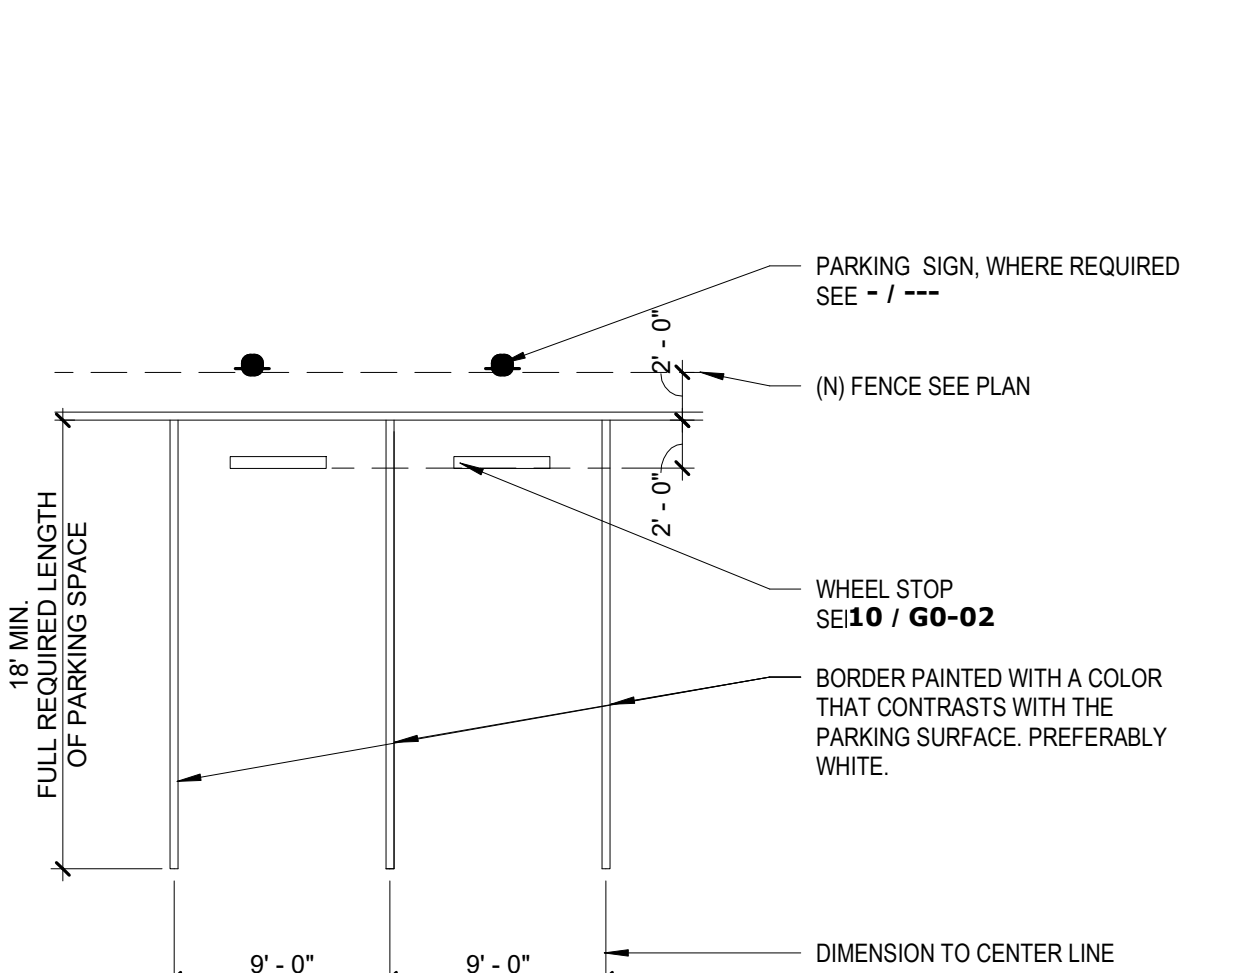 PARKING SIGN, WHERE REQUIRED
SEE - / ---
2' - 0"
(N) FENCE SEE PLAN
2' - 0"
18' MIN.
FULL REQUIRED LENGTH
OF PARKING SPACE
WHEEL STOP
SE 10 / G0-02
BORDER PAINTED WITH A COLOR
THAT CONTRASTS WITH THE
PARKING SURFACE. PREFERABLY
WHITE.
DIMENSION TO CENTER LINE
9' - 0"
9' - 0"